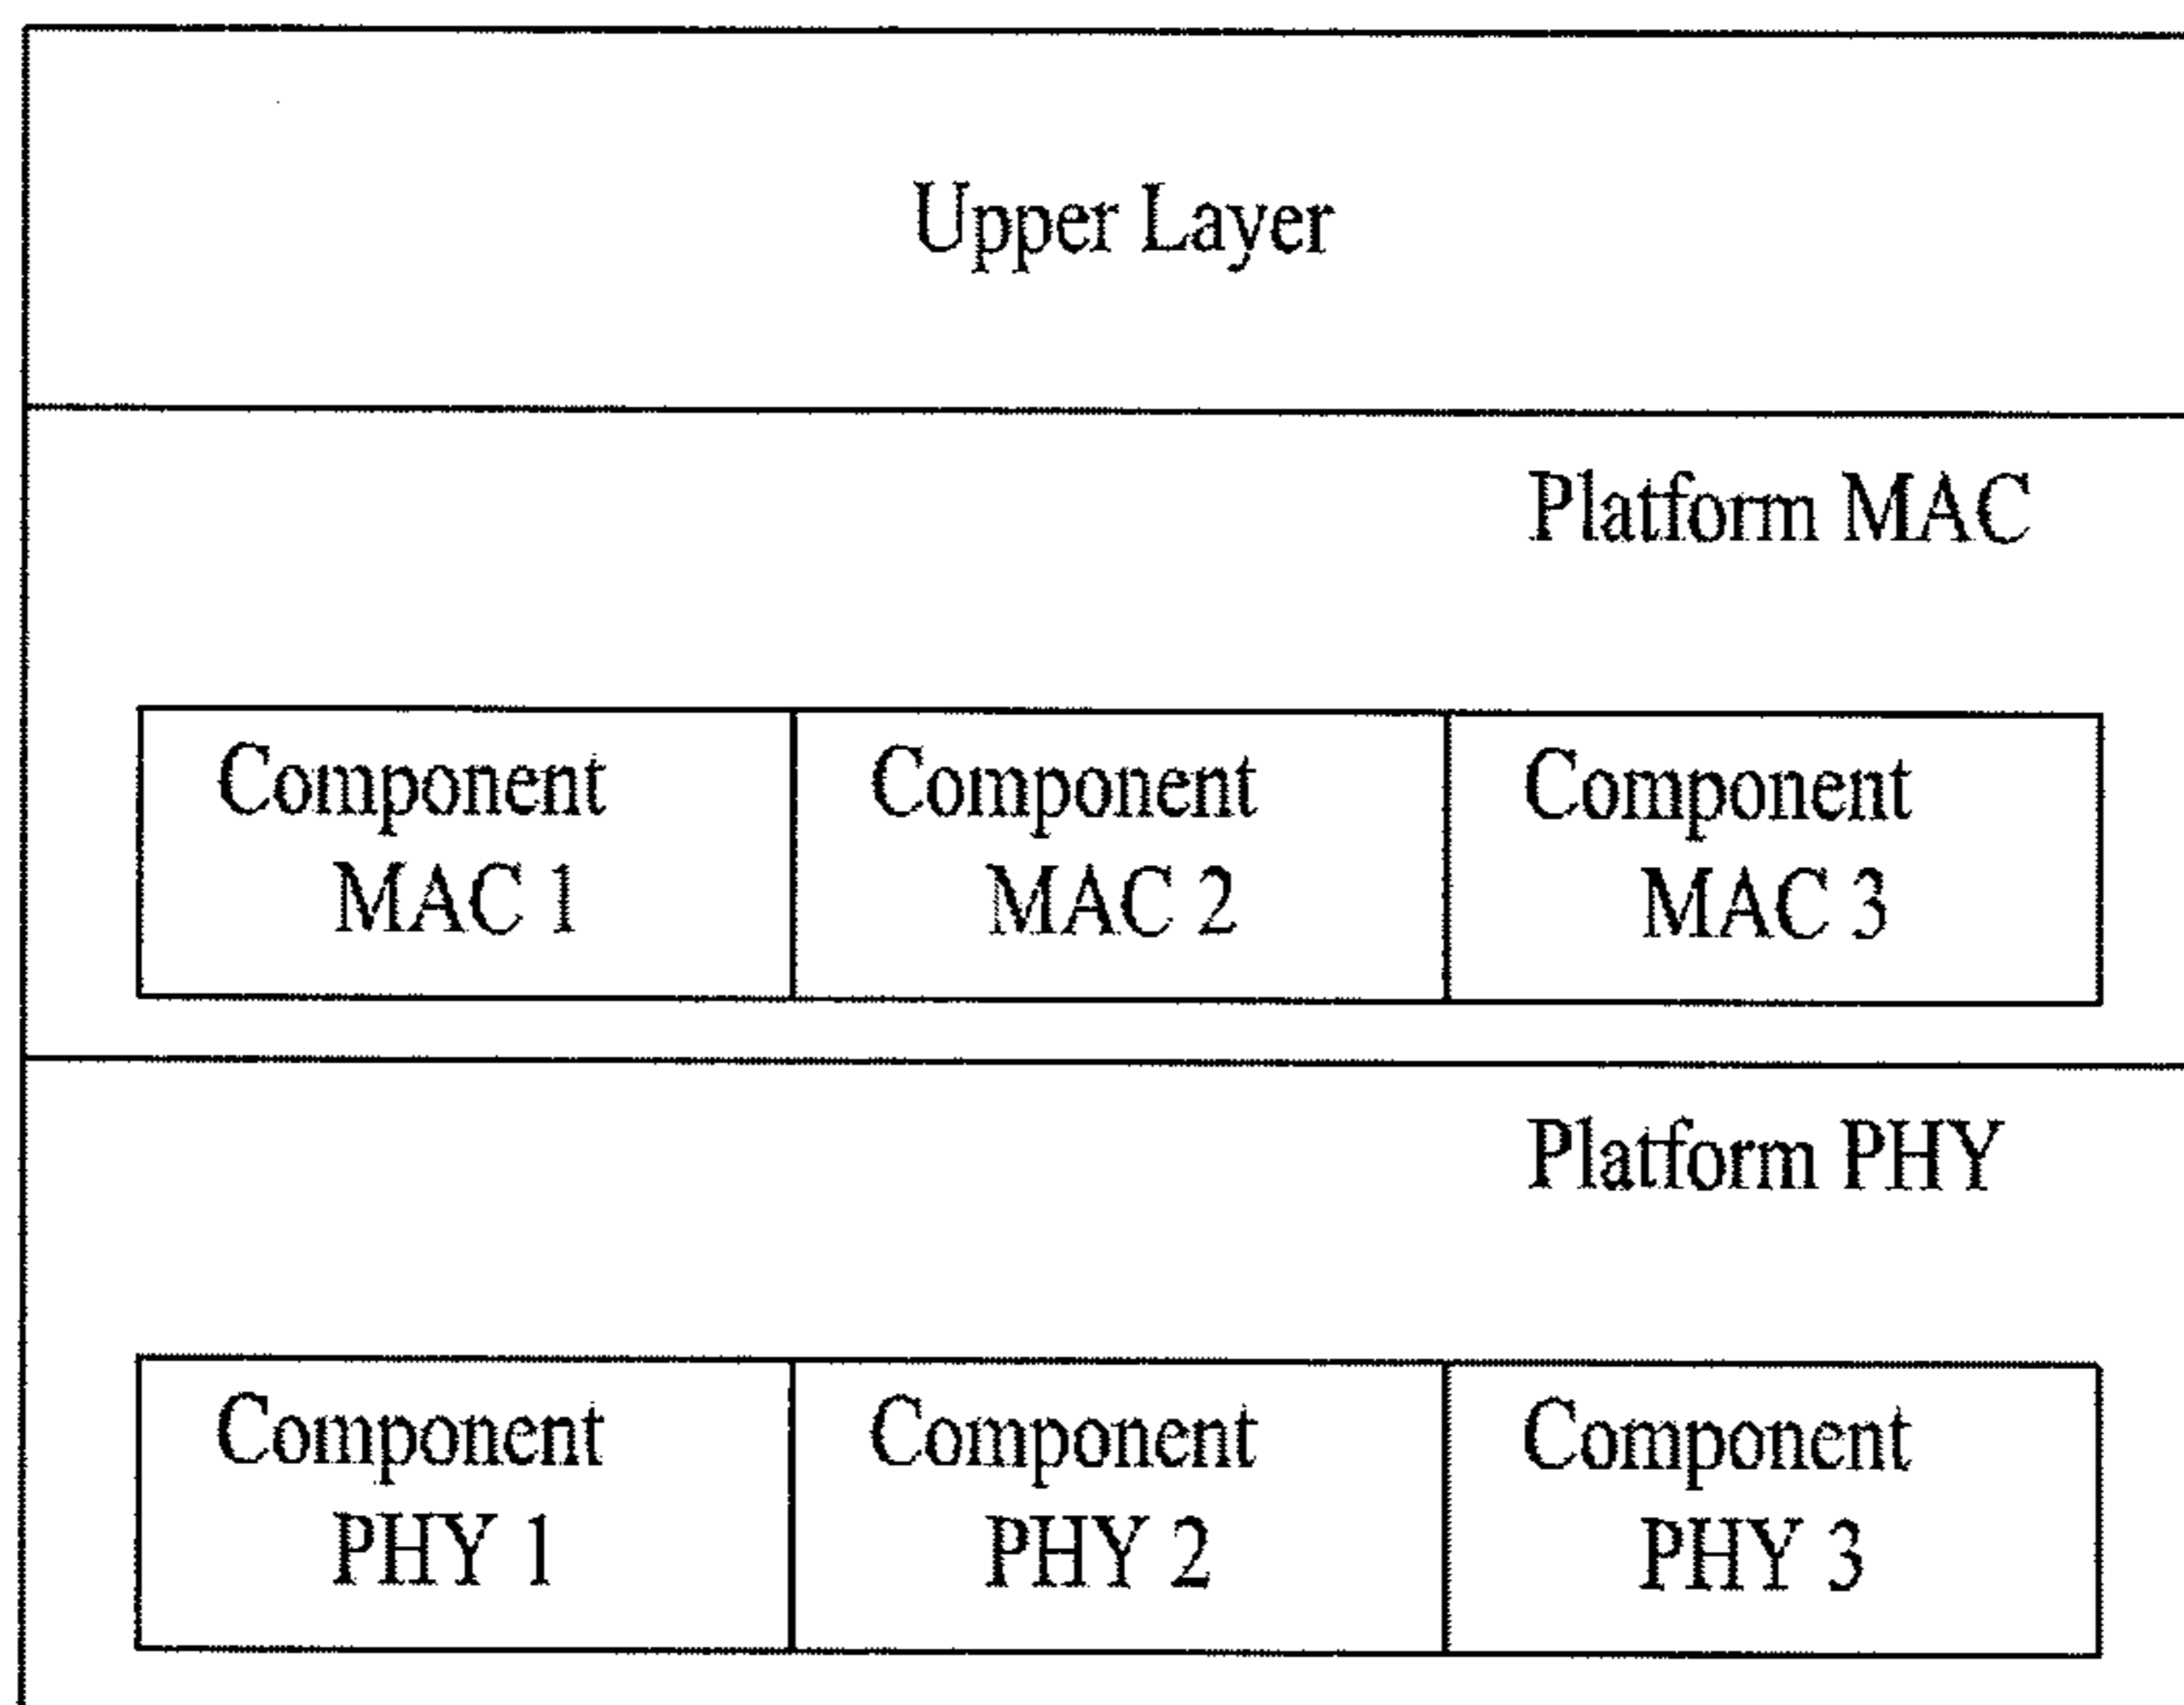 Upper Layer
Platform MAC
Component
MAC 1
Component
MAC 2
Component
MAC 3
Platform PHY
Component
PHY 1
Component
PHY 2
Component
PHY 3